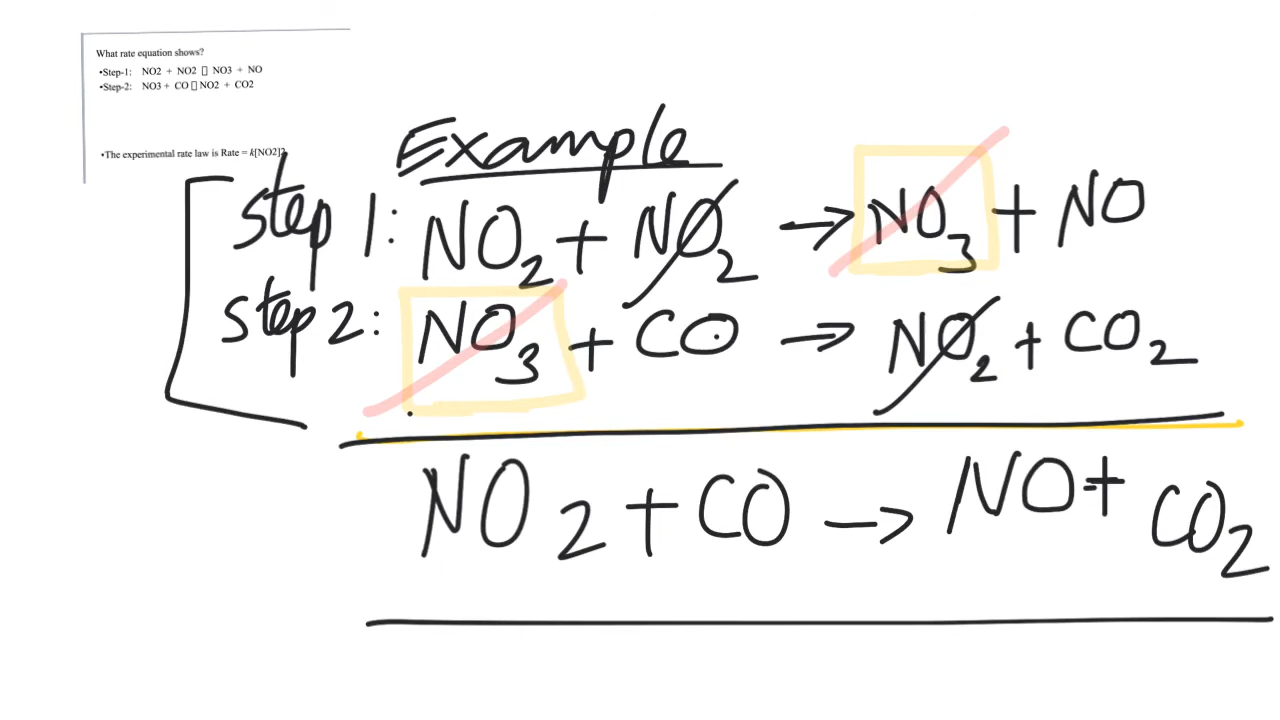 What rate equation shows?
•Step-1: NO2 + NO2 ▯ NO3 + NO
•Step-2: NO3 + CO ▯ NO2 + CO2
•The experimental rate law is Rate = k[NO2]2
Example
step 1: NO₂ + NO₂ → NO₃ + NO
step 2: NO₃ + CO → NO₂ + CO₂
NO₂ + CO → NO + CO₂